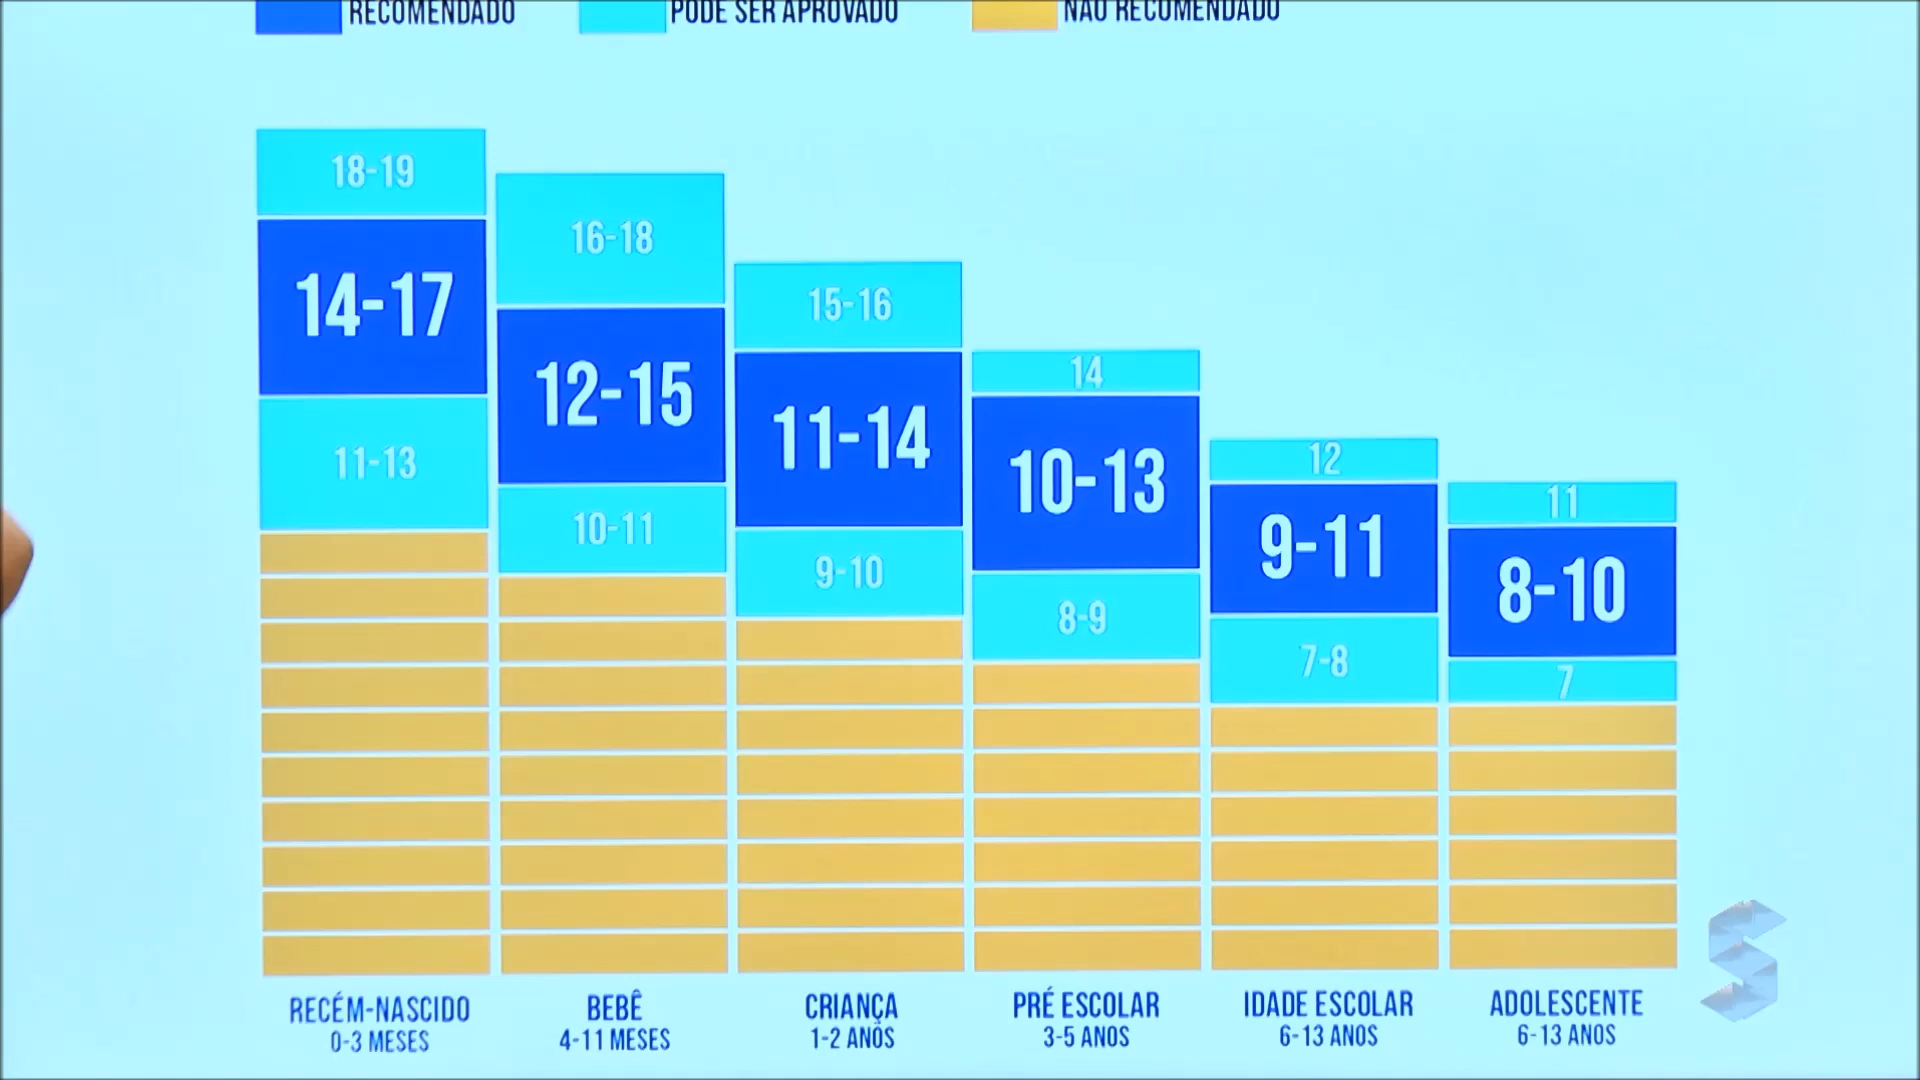 RECOMENDADO PODE SER APROVADO NÃO RECOMENDADO
18-19
14-17
11-13
16-18
12-15
10-11
15-16
11-14
9-10
14
10-13
8-9
12
9-11
7-8
11
8-10
7
RECÉM-NASCIDO
0-3 MESES
BEBÊ
4-11 MESES
CRIANÇA
1-2 ANOS
PRÉ ESCOLAR
3-5 ANOS
IDADE ESCOLAR
6-13 ANOS
ADOLESCENTE
6-13 ANOS